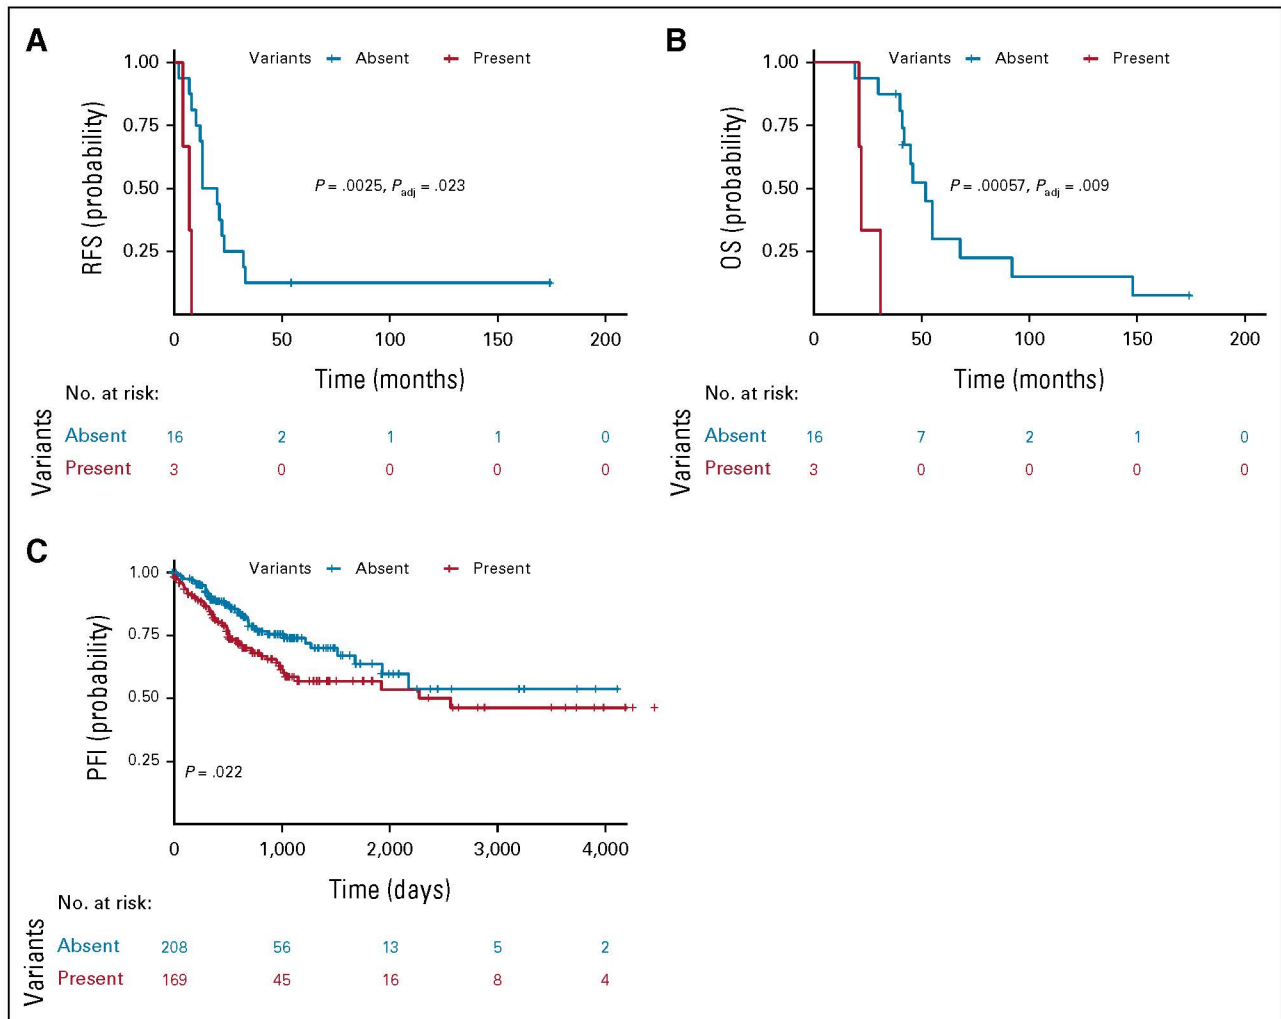 A
Variants Absent Present
1.00
0.75
0.50
0.25
RFS (probability)
P = .0025, Padj = .023
0 50 100 150 200
Time (months)
No. at risk:
Variants
Absent 16 2 1 1 0
Present 3 0 0 0 0
B
Variants Absent Present
1.00
0.75
0.50
0.25
OS (probability)
P = .00057, Padj = .009
0 50 100 150 200
Time (months)
No. at risk:
Variants
Absent 16 7 2 1 0
Present 3 0 0 0 0
C
Variants Absent Present
1.00
0.75
0.50
0.25
PFI (probability)
P = .022
0 1,000 2,000 3,000 4,000
Time (days)
No. at risk:
Variants
Absent 208 56 13 5 2
Present 169 45 16 8 4